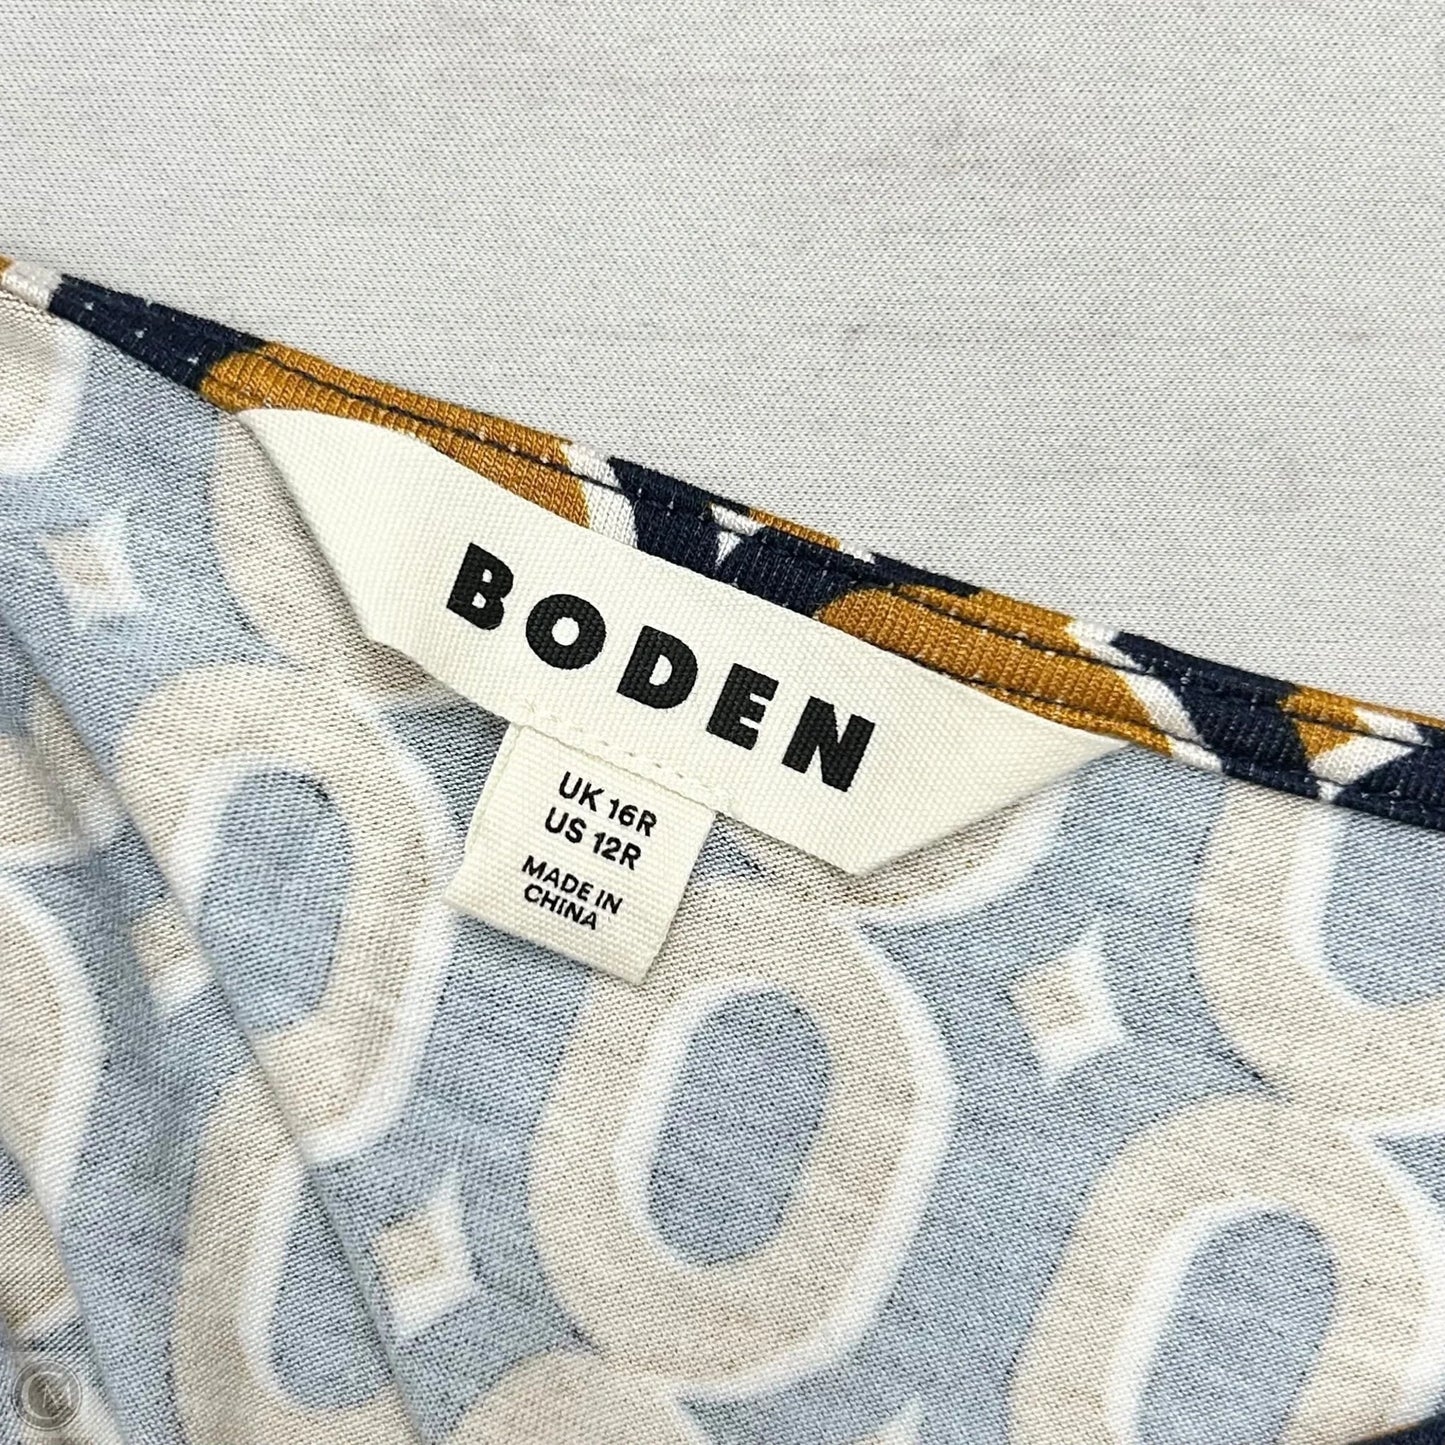 BODEN
UK 16R
US 12R
MADE IN
CHINA